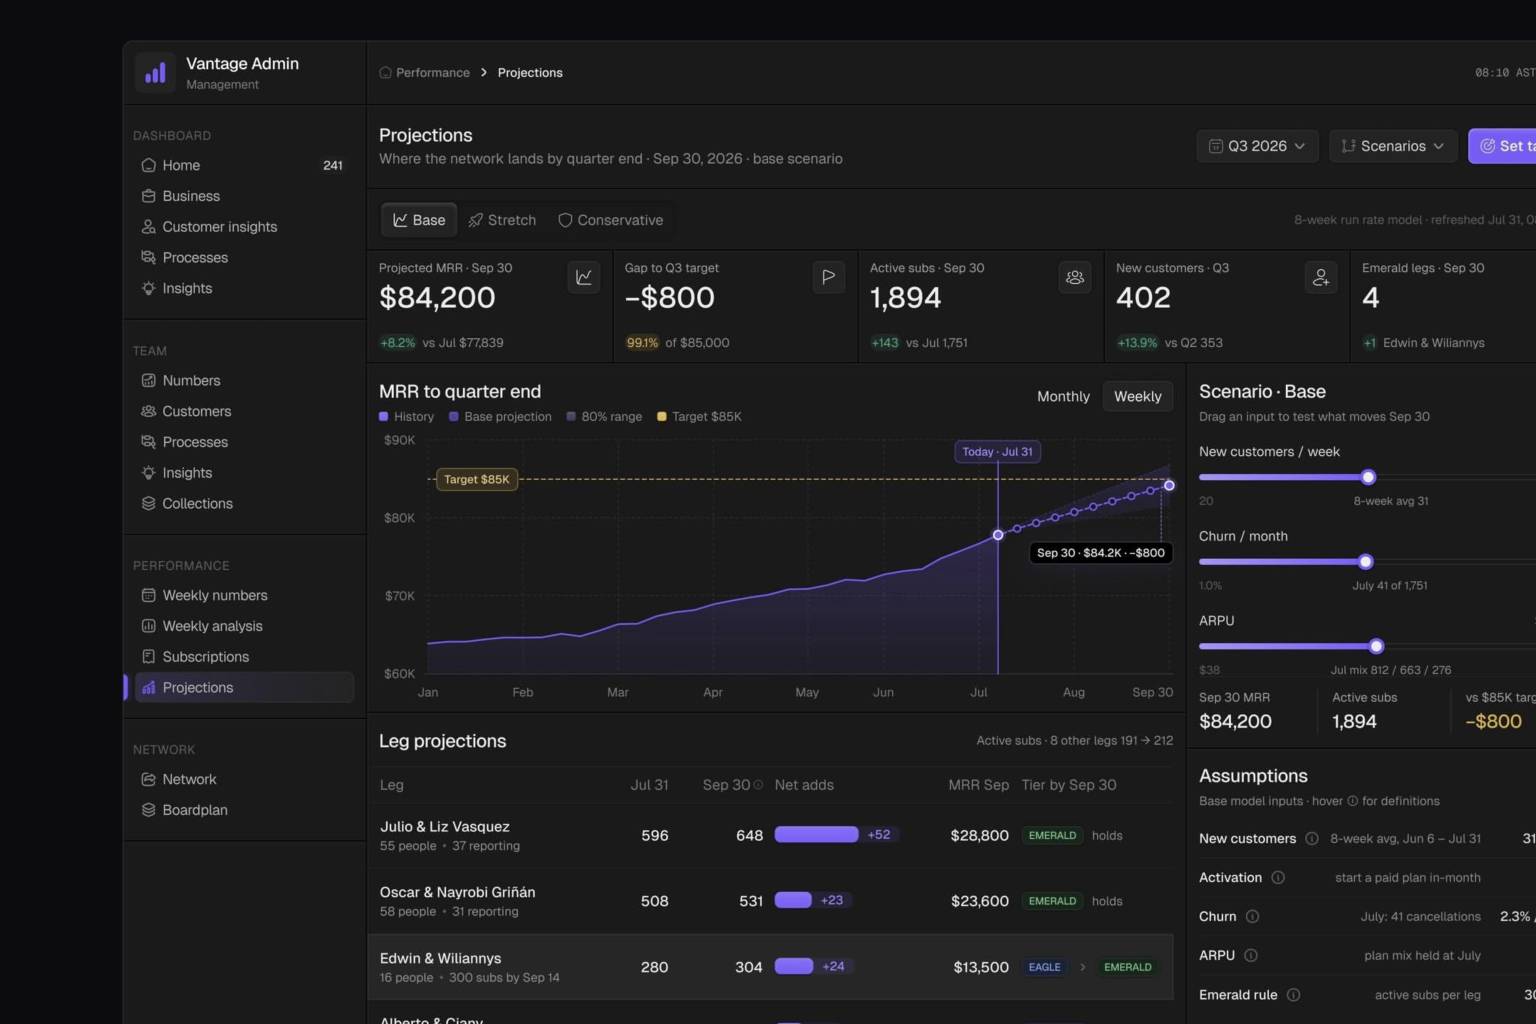 Vantage Admin
Management
Performance > Projections
08:10 AST
DASHBOARD
Home 241
Business
Customer insights
Processes
Insights
TEAM
Numbers
Customers
Processes
Insights
Collections
PERFORMANCE
Weekly numbers
Weekly analysis
Subscriptions
Projections
NETWORK
Network
Boardplan
Projections
Where the network lands by quarter end · Sep 30, 2026 · base scenario
Q3 2026
Scenarios
Set ta
Base
Stretch
Conservative
8-week run rate model · refreshed Jul 31, 0
Projected MRR · Sep 30
$84,200
+8.2% vs Jul $77,839
Gap to Q3 target
−$800
99.1% of $85,000
Active subs · Sep 30
1,894
+143 vs Jul 1,751
New customers · Q3
402
+13.9% vs Q2 353
Emerald legs · Sep 30
4
+1 Edwin & Wiliannys
MRR to quarter end
Monthly
Weekly
History
Base projection
80% range
Target $85K
$90K
$80K
$70K
$60K
Target $85K
Today · Jul 31
Sep 30 · $84.2K · −$800
Jan Feb Mar Apr May Jun Jul Aug Sep 30
Scenario · Base
Drag an input to test what moves Sep 30
New customers / week
20 8-week avg 31
Churn / month
1.0% July 41 of 1,751
ARPU
$38 Jul mix 812 / 663 / 276
Sep 30 MRR
$84,200
Active subs
1,894
vs $85K targ
−$800
Leg projections
Active subs · 8 other legs 191 → 212
Leg Jul 31 Sep 30 Net adds MRR Sep Tier by Sep 30
Julio & Liz Vasquez
55 people • 37 reporting
596 648 +52 $28,800 EMERALD holds
Oscar & Nayrobi Griñán
58 people • 31 reporting
508 531 +23 $23,600 EMERALD holds
Edwin & Wiliannys
16 people • 300 subs by Sep 14
280 304 +24 $13,500 EAGLE > EMERALD
Alberto & Ciany
Assumptions
Base model inputs · hover ⓘ for definitions
New customers 8-week avg, Jun 6 – Jul 31 31
Activation start a paid plan in-month
Churn July: 41 cancellations 2.3% /
ARPU plan mix held at July
Emerald rule active subs per leg 30